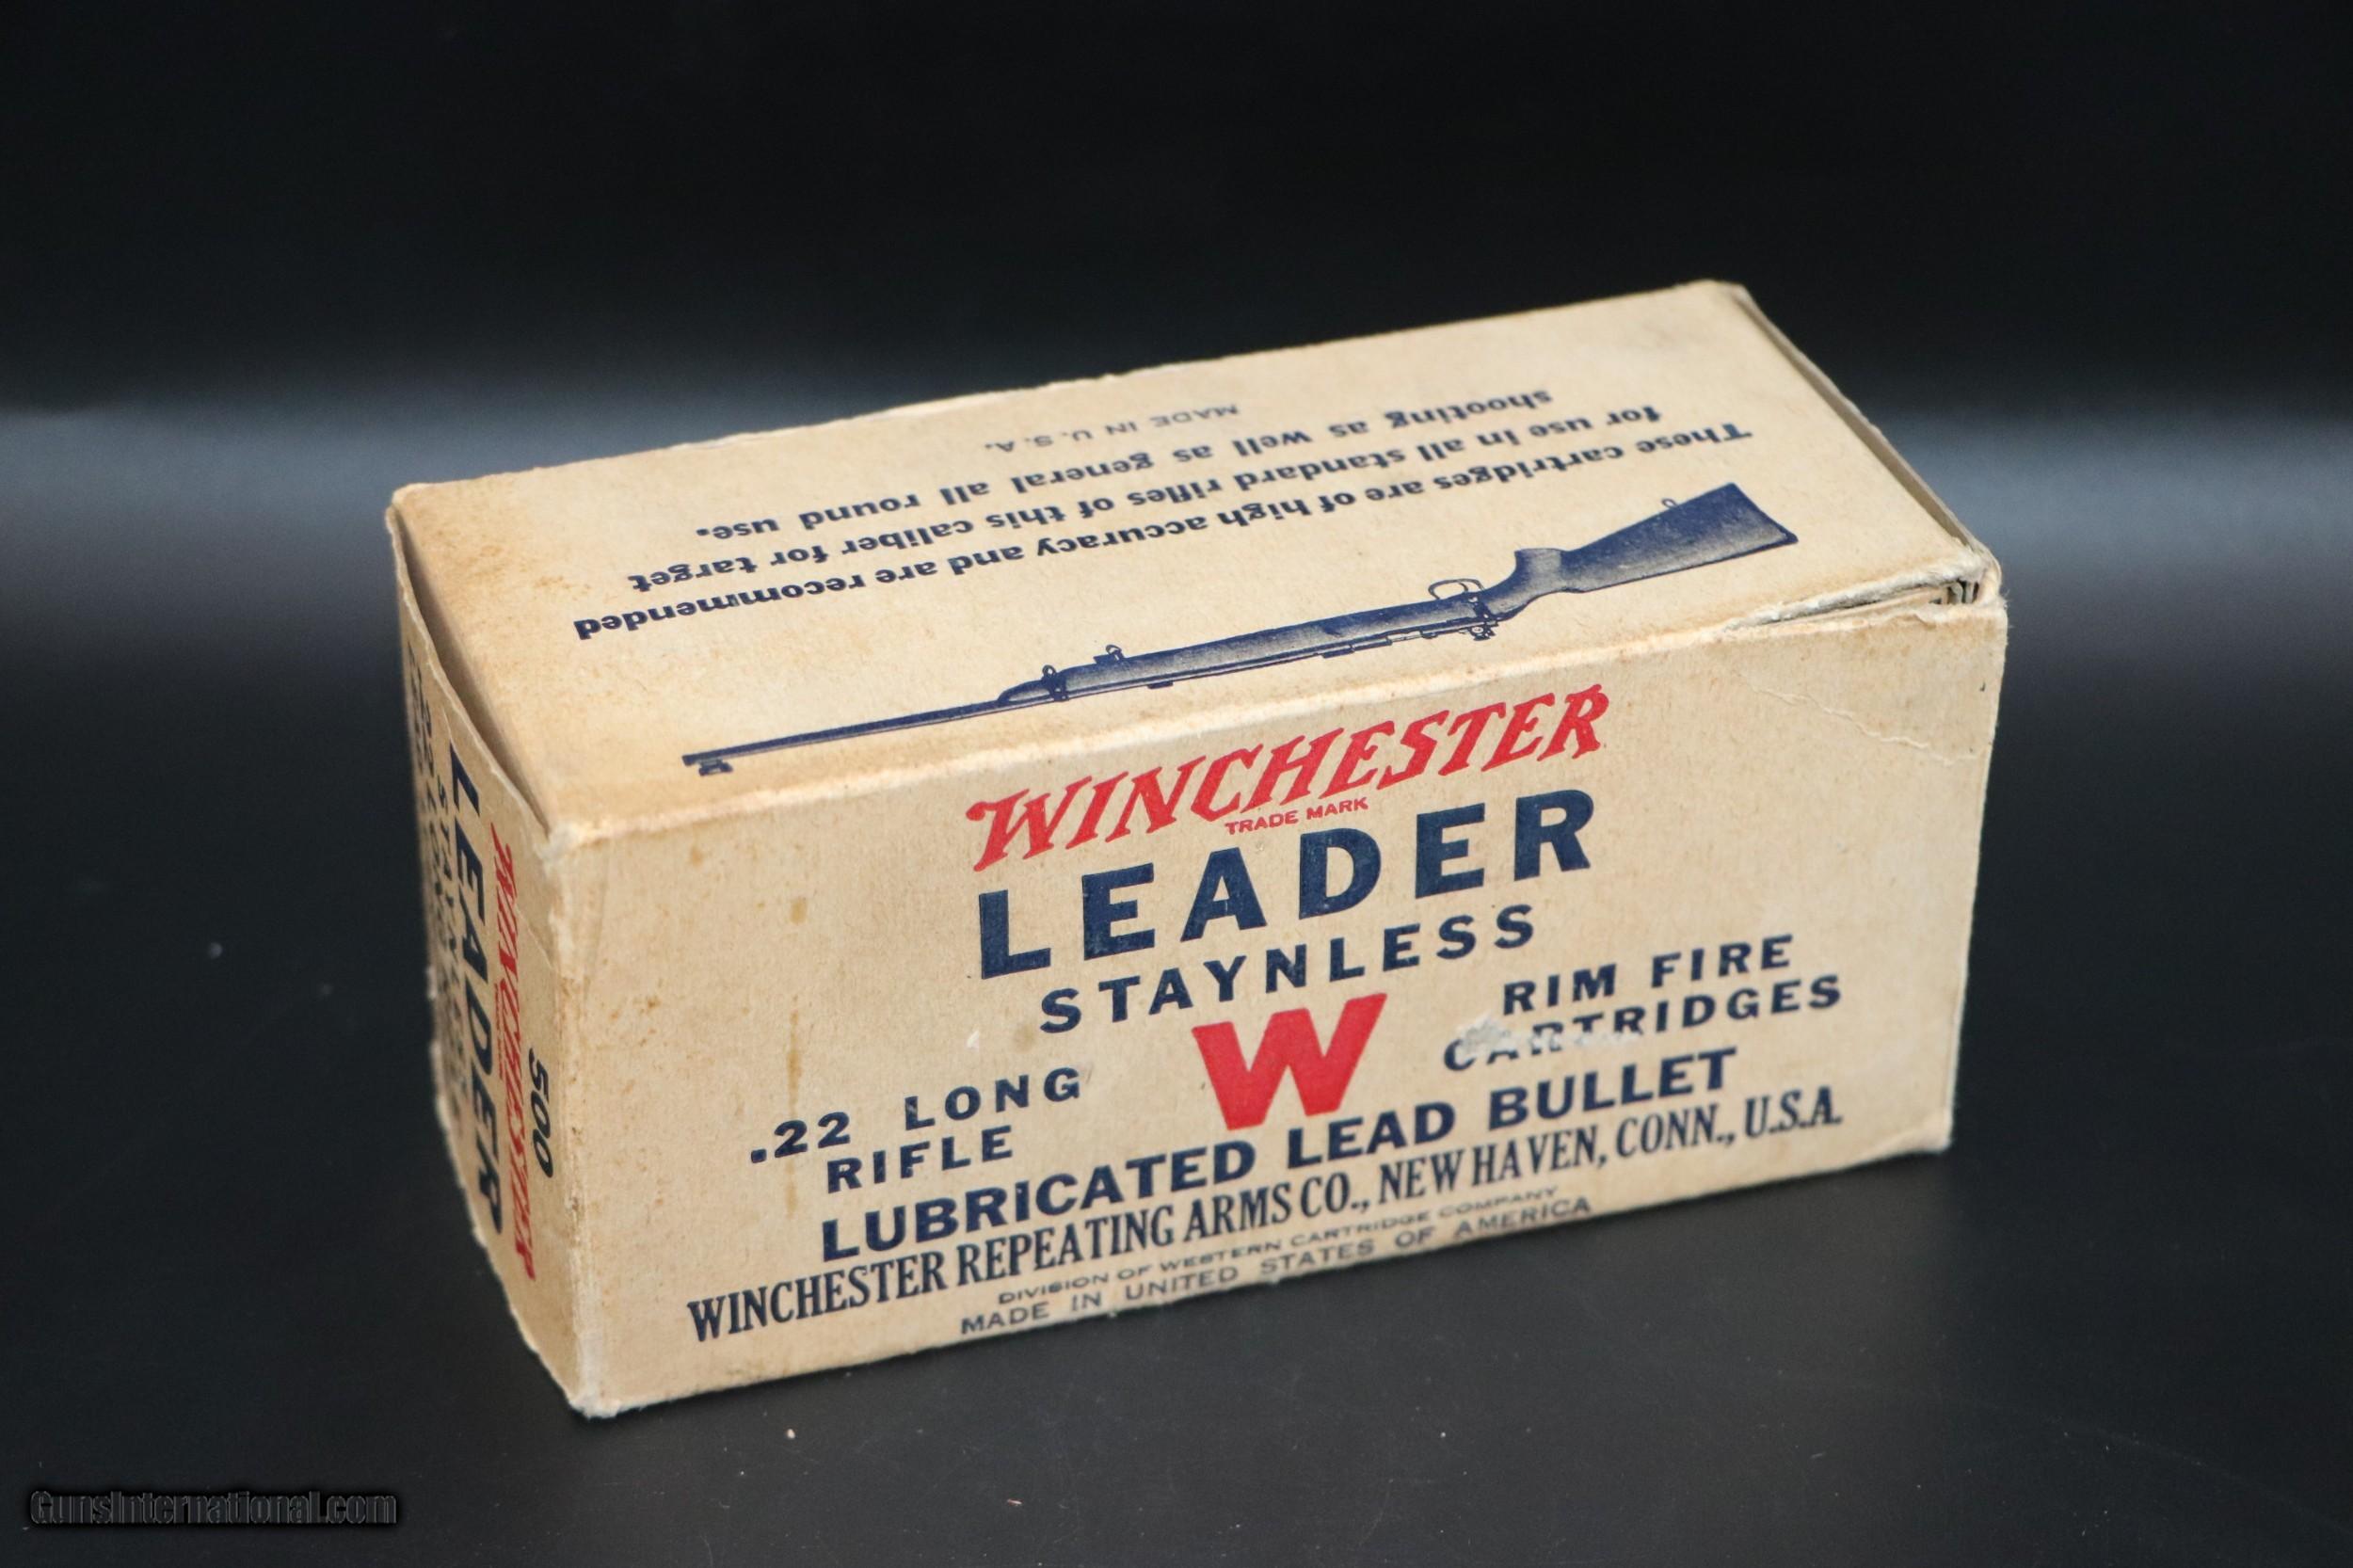 These cartridges are of high accuracy and are recommended
for use in all standard rifles of this caliber for target
shooting as well as general all round use.
MADE IN U.S.A.
WINCHESTER
TRADE MARK
LEADER
STAYNLESS
W
.22 LONG
RIFLE
RIM FIRE
CARTRIDGES
LUBRICATED LEAD BULLET
WINCHESTER REPEATING ARMS CO., NEW HAVEN, CONN., U.S.A.
DIVISION OF WESTERN CARTRIDGE COMPANY
MADE IN UNITED STATES OF AMERICA
500
WINCHESTER
LEADER
GunsInternational.com